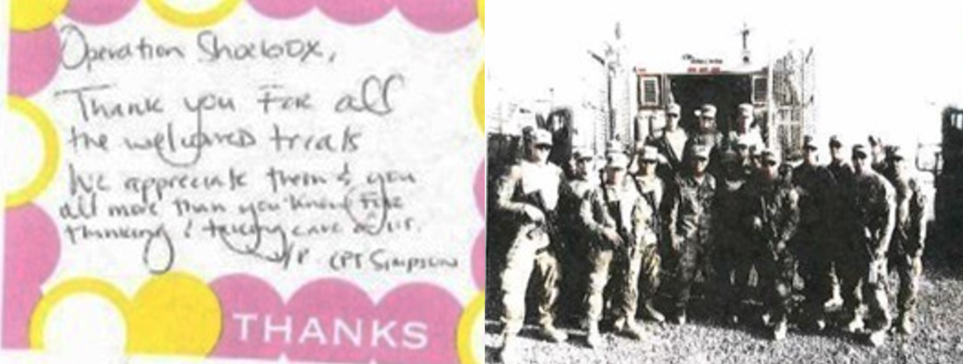 Operation Shoebox,
Thank you For all
the welcomed treats
We appreciate them & you
all more than you know For
thinking & taking care of us.
CPT SIMPSON
THANKS